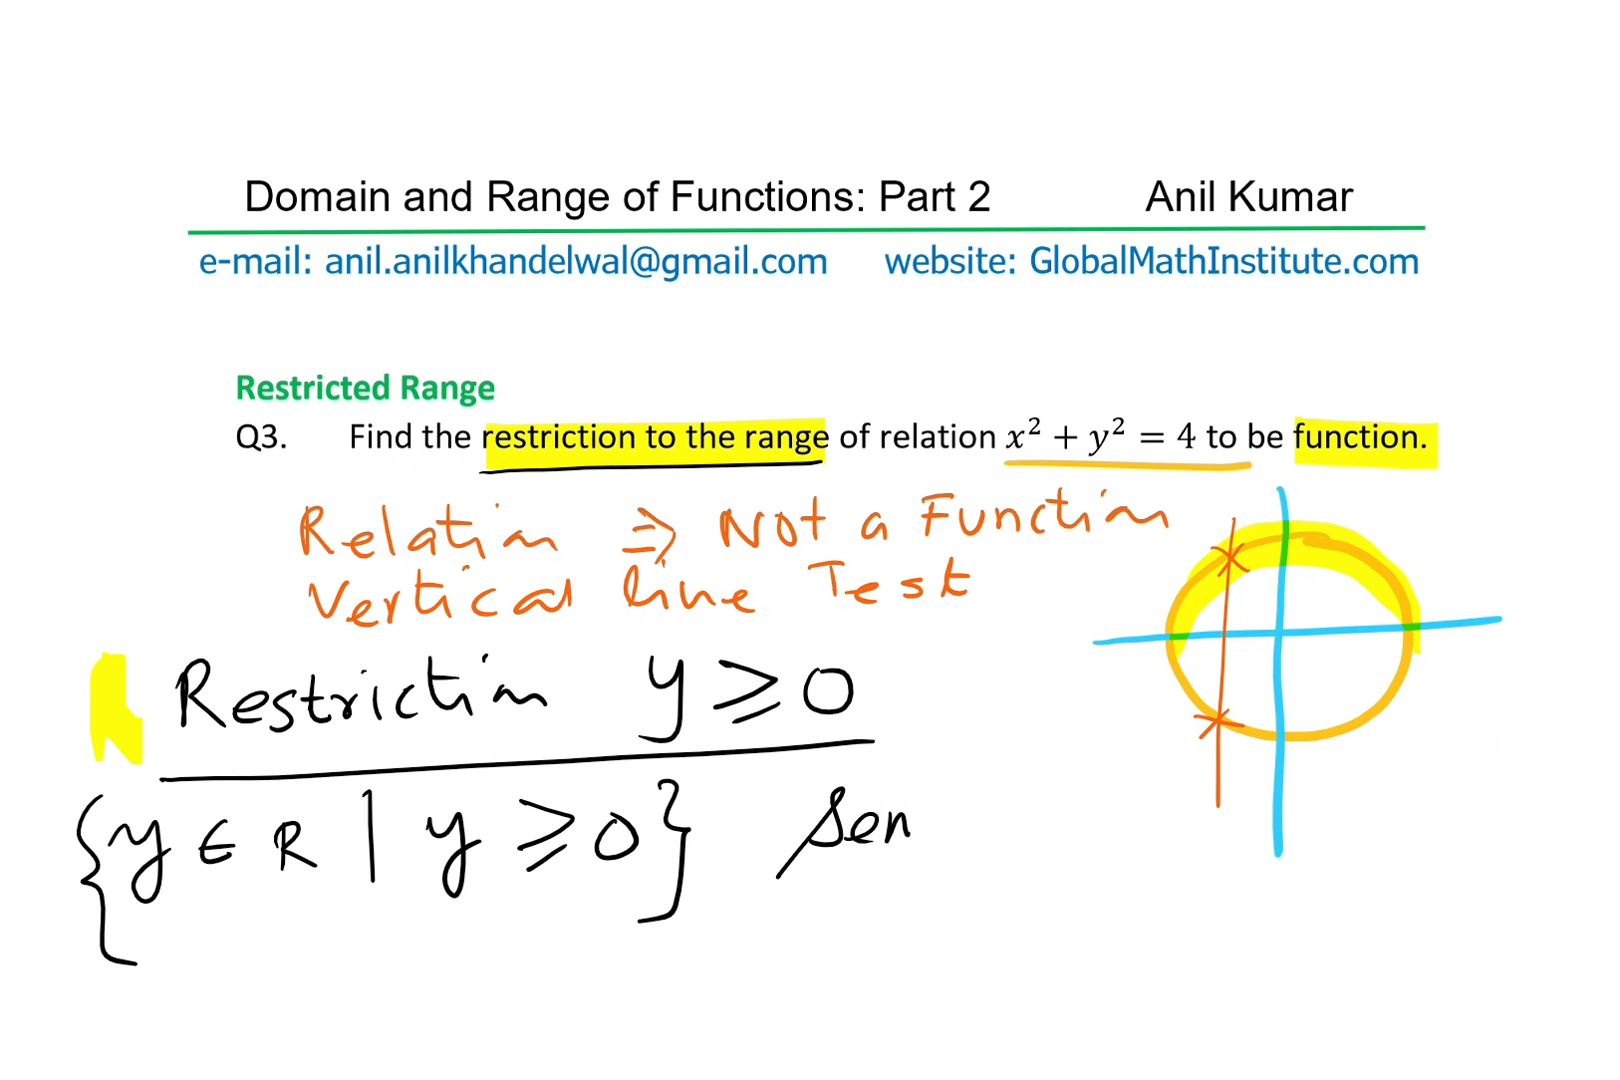 Domain and Range of Functions: Part 2 Anil Kumar
e-mail: anil.anilkhandelwal@gmail.com website: GlobalMathInstitute.com
Restricted Range
Q3. Find the restriction to the range of relation x² + y² = 4 to be function.
Relation ⇒ Not a Function
Vertical line Test
Restriction y ≥ 0
{y ∈ R | y ≥ 0} Sen